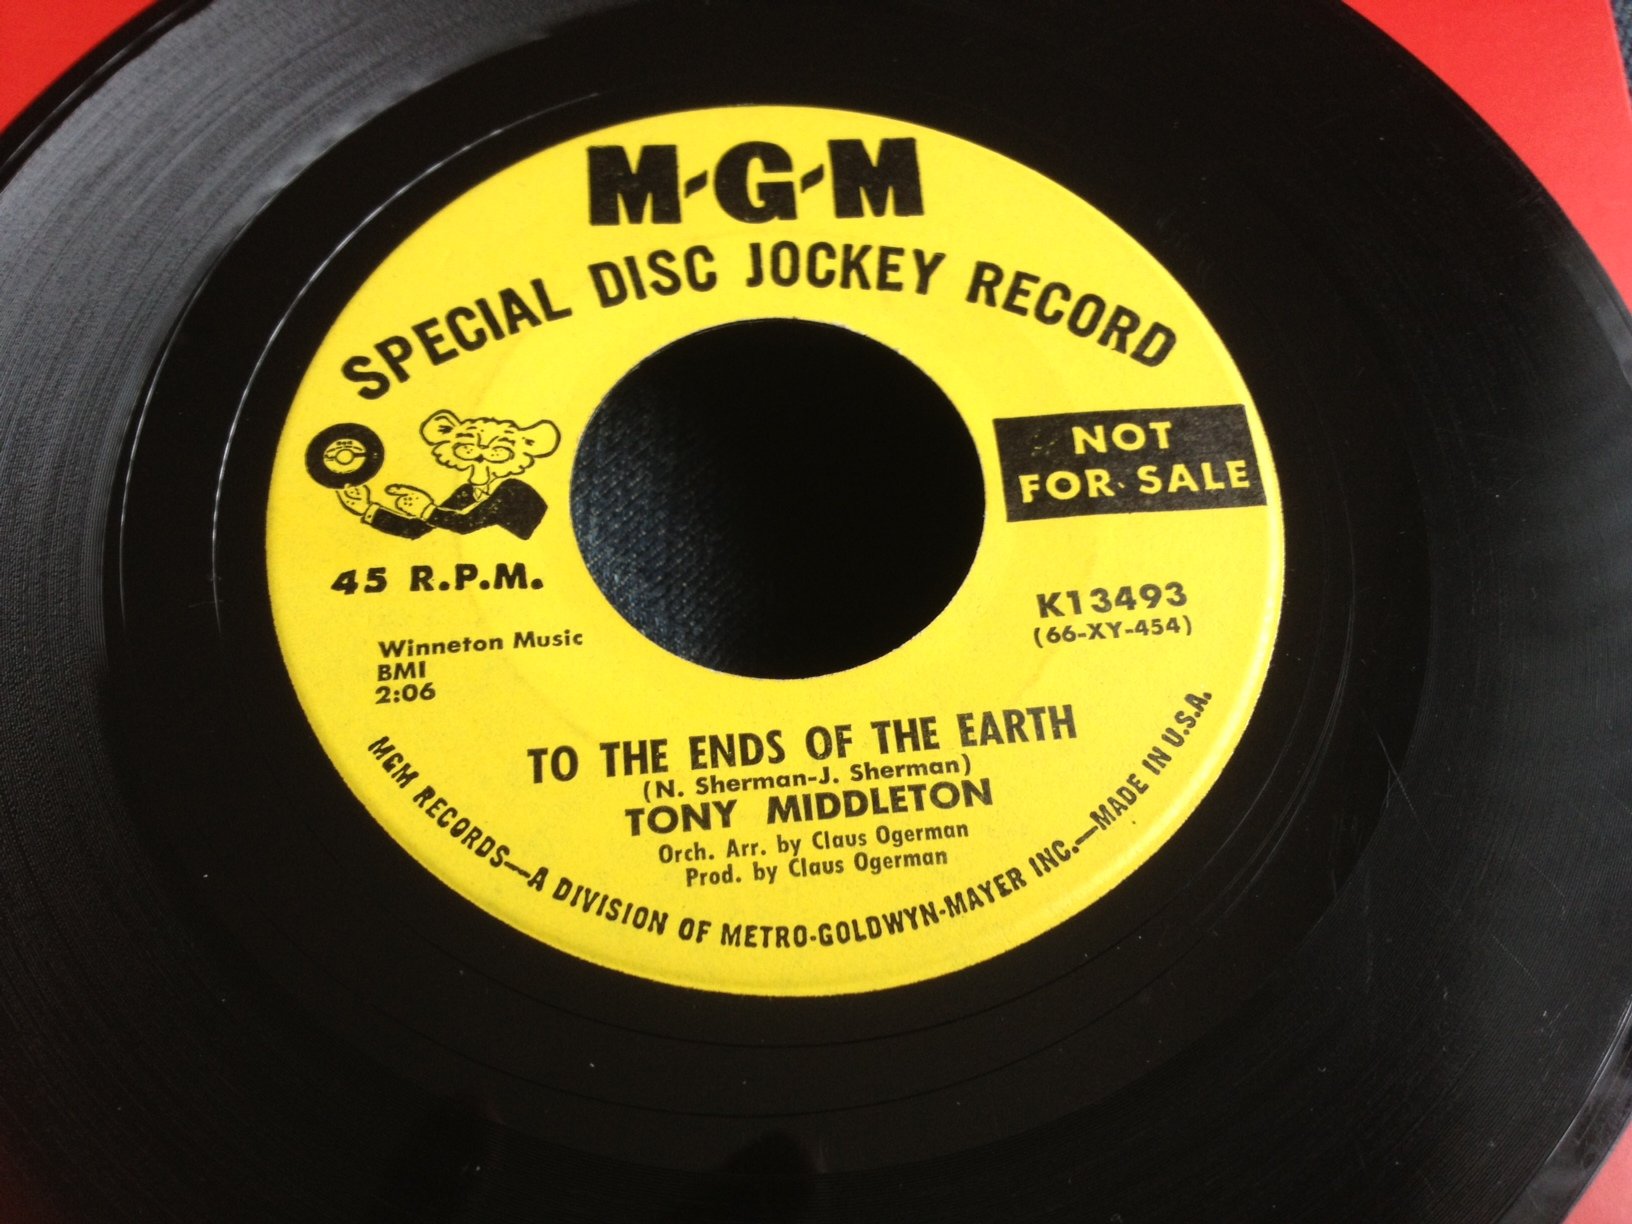 M-G-M
SPECIAL DISC JOCKEY RECORD
NOT
FOR SALE
45 R.P.M.
K13493
(66-XY-454)
Winneton Music
BMI
2:06
TO THE ENDS OF THE EARTH
(N. Sherman-J. Sherman)
TONY MIDDLETON
Orch. Arr. by Claus Ogerman
Prod. by Claus Ogerman
MGM RECORDS—A DIVISION OF METRO-GOLDWYN-MAYER INC.—MADE IN U.S.A.